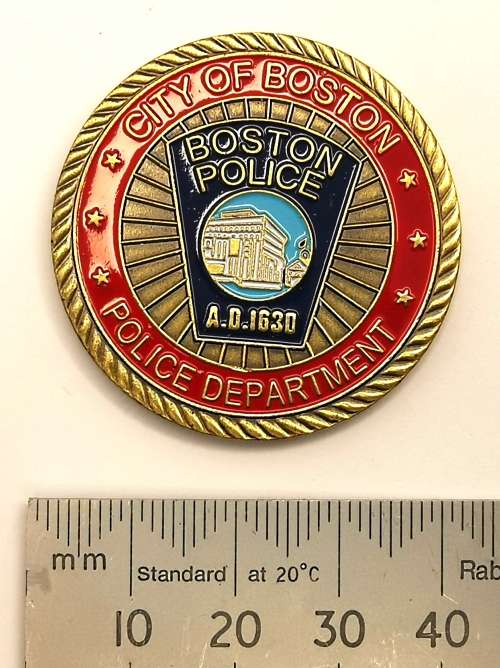 CITY OF BOSTON
BOSTON
POLICE
A.D.1630
POLICE DEPARTMENT
mm
Standard at 20°C
Rab
10 20 30 40